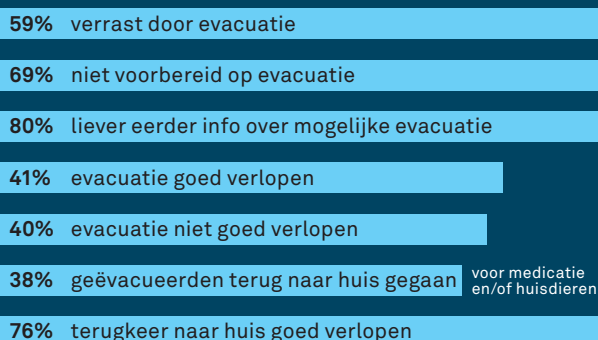 59% verrast door evacuatie
69% niet voorbereid op evacuatie
80% liever eerder info over mogelijke evacuatie
41% evacuatie goed verlopen
40% evacuatie niet goed verlopen
38% geëvacueerden terug naar huis gegaan
voor medicatie
en/of huisdieren
76% terugkeer naar huis goed verlopen